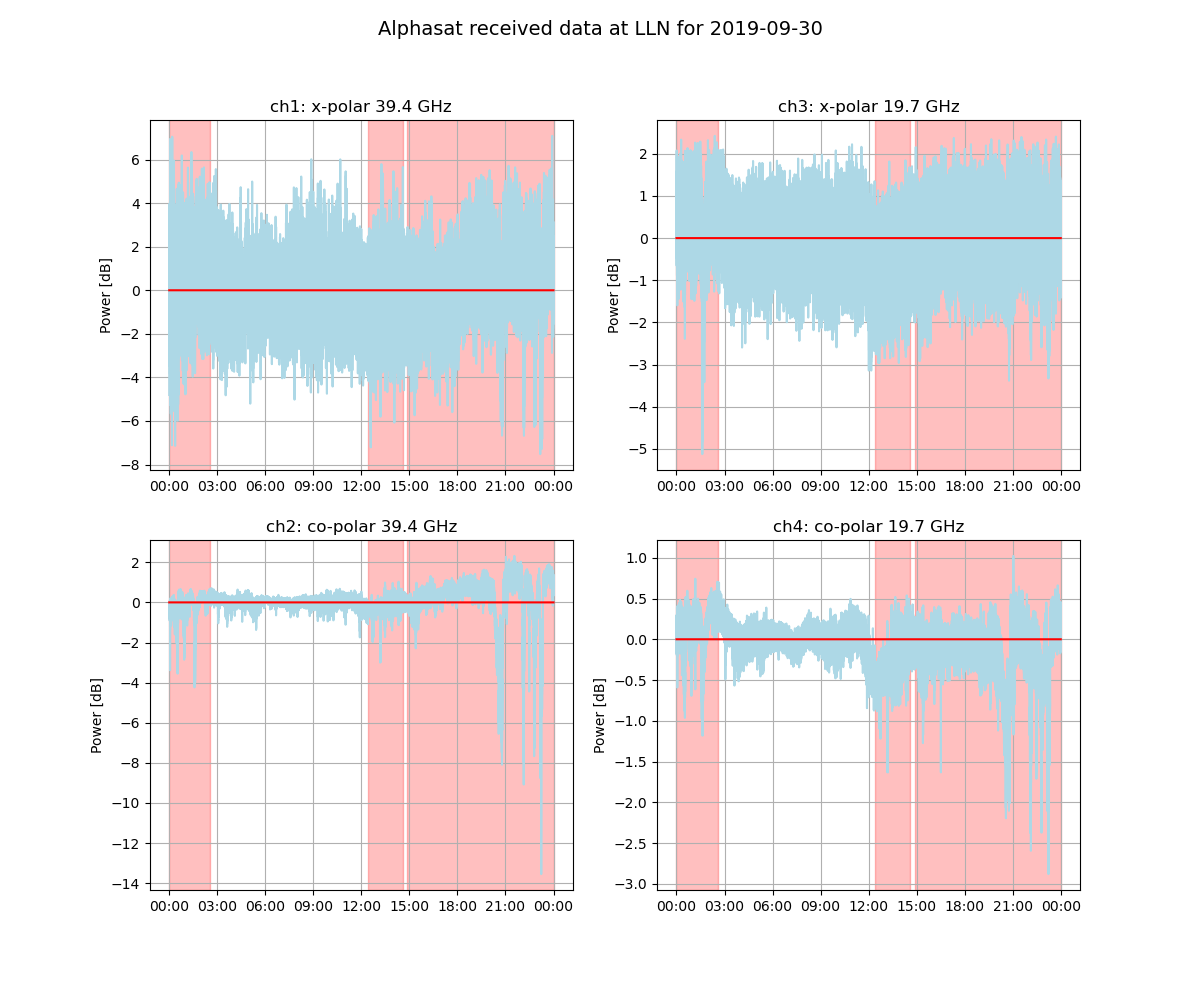 Alphasat received data at LLN for 2019-09-30
ch1: x-polar 39.4 GHz
Power [dB]
6
4
2
0
−2
−4
−6
−8
00:00 03:00 06:00 09:00 12:00 15:00 18:00 21:00 00:00
ch3: x-polar 19.7 GHz
Power [dB]
2
1
0
−1
−2
−3
−4
−5
00:00 03:00 06:00 09:00 12:00 15:00 18:00 21:00 00:00
ch2: co-polar 39.4 GHz
Power [dB]
2
0
−2
−4
−6
−8
−10
−12
−14
00:00 03:00 06:00 09:00 12:00 15:00 18:00 21:00 00:00
ch4: co-polar 19.7 GHz
Power [dB]
1.0
0.5
0.0
−0.5
−1.0
−1.5
−2.0
−2.5
−3.0
00:00 03:00 06:00 09:00 12:00 15:00 18:00 21:00 00:00